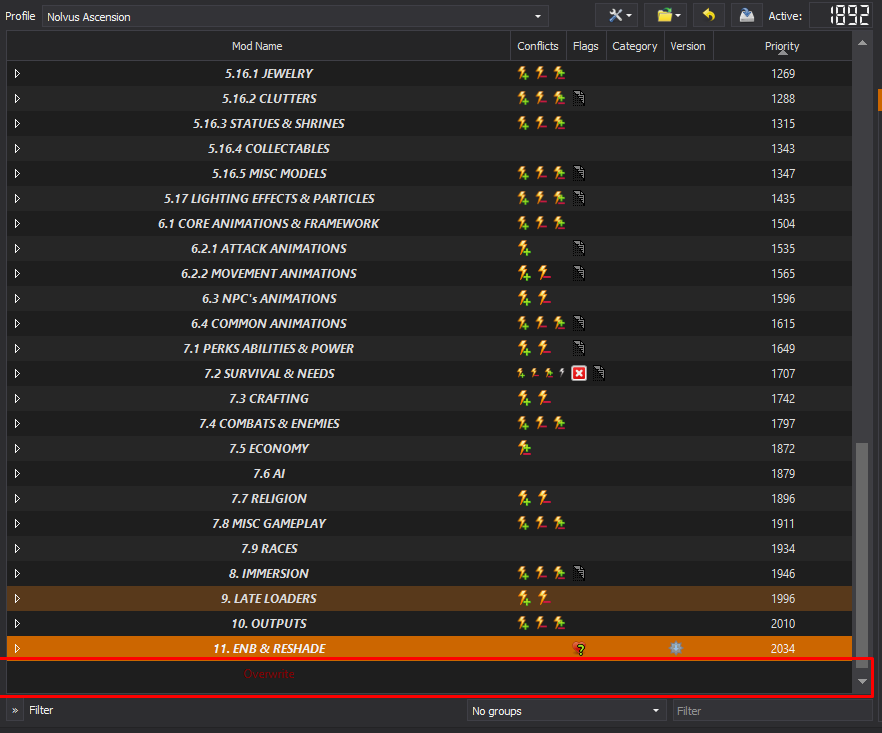 Profile Nolvus Ascension Active: 1892
Mod Name Conflicts Flags Category Version Priority
5.16.1 JEWELRY 1269
5.16.2 CLUTTERS 1288
5.16.3 STATUES & SHRINES 1315
5.16.4 COLLECTABLES 1343
5.16.5 MISC MODELS 1347
5.17 LIGHTING EFFECTS & PARTICLES 1435
6.1 CORE ANIMATIONS & FRAMEWORK 1504
6.2.1 ATTACK ANIMATIONS 1535
6.2.2 MOVEMENT ANIMATIONS 1565
6.3 NPC's ANIMATIONS 1596
6.4 COMMON ANIMATIONS 1615
7.1 PERKS ABILITIES & POWER 1649
7.2 SURVIVAL & NEEDS 1707
7.3 CRAFTING 1742
7.4 COMBATS & ENEMIES 1797
7.5 ECONOMY 1872
7.6 AI 1879
7.7 RELIGION 1896
7.8 MISC GAMEPLAY 1911
7.9 RACES 1934
8. IMMERSION 1946
9. LATE LOADERS 1996
10. OUTPUTS 2010
11. ENB & RESHADE 2034
Overwrite
» Filter No groups Filter